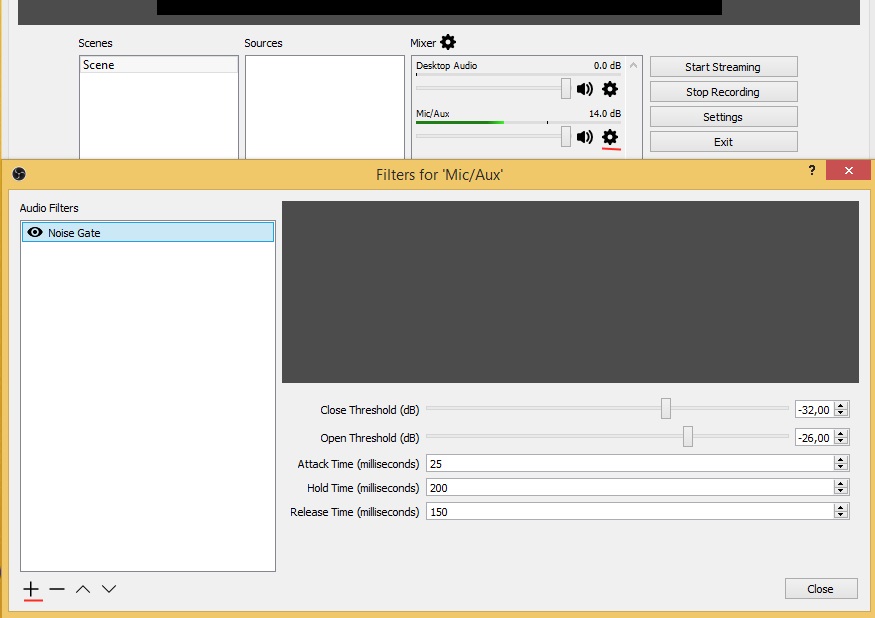 Scenes
Sources
Mixer
Scene
Desktop Audio 0.0 dB
Mic/Aux 14.0 dB
Start Streaming
Stop Recording
Settings
Exit
Filters for 'Mic/Aux'
?
Audio Filters
Noise Gate
Close Threshold (dB) -32,00
Open Threshold (dB) -26,00
Attack Time (milliseconds) 25
Hold Time (milliseconds) 200
Release Time (milliseconds) 150
Close